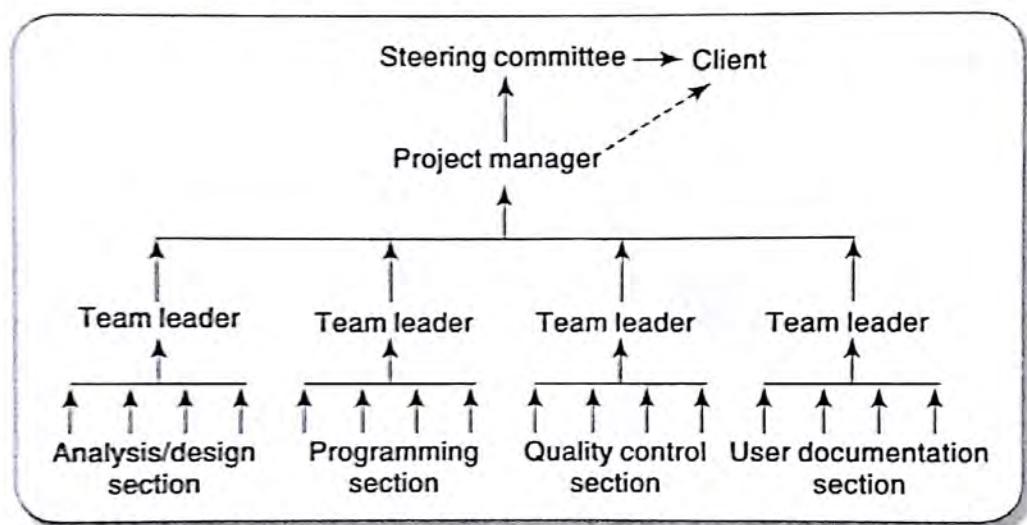 Steering committee Client
Project manager
Team leader Team leader Team leader Team leader
Analysis/design Programming Quality control User documentation
section section section section